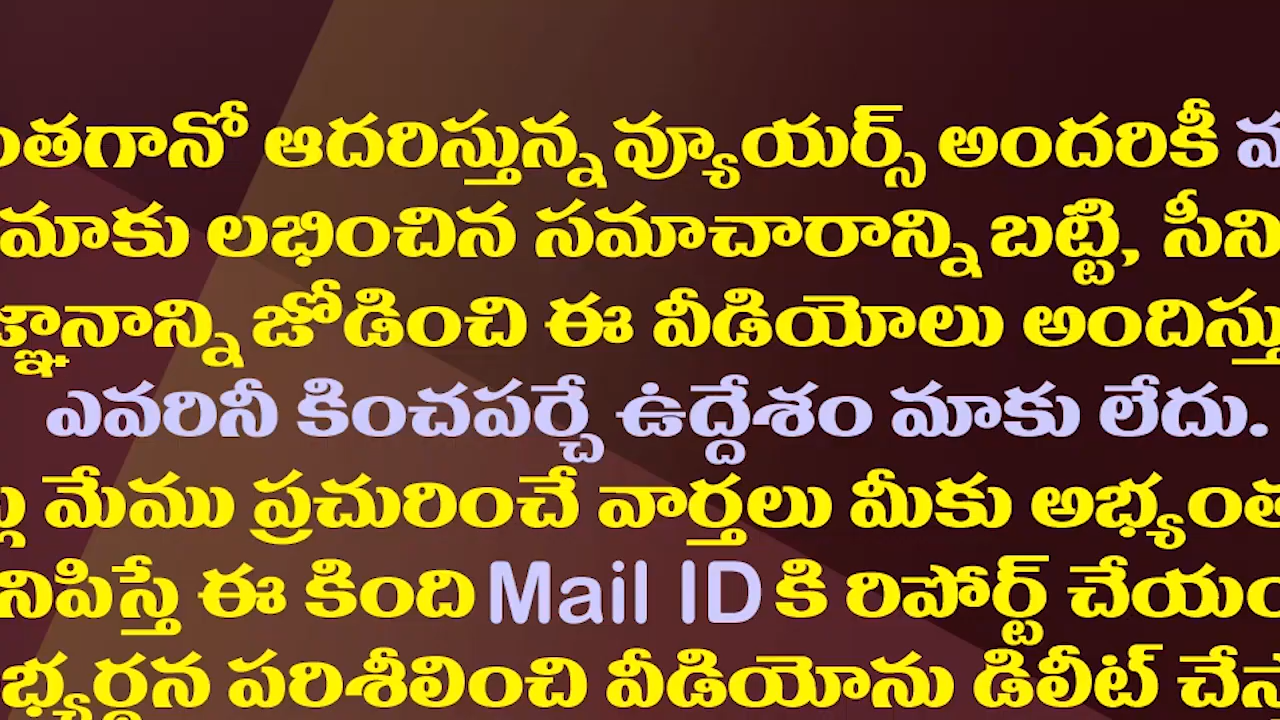 ఆదరిస్తున్న వ్యూయర్స్ అందరికీ
మాకు లభించిన సమాచారాన్ని బట్టి,
జోడించి ఈ వీడియోలు
ఎవరినీ కించపర్చే ఉద్దేశం మాకు లేదు.
మేము ప్రచురించే వార్తలు మీకు
ఈ కింది Mail ID కి రిపోర్ట్
పరిశీలించి వీడియోను డిలీట్